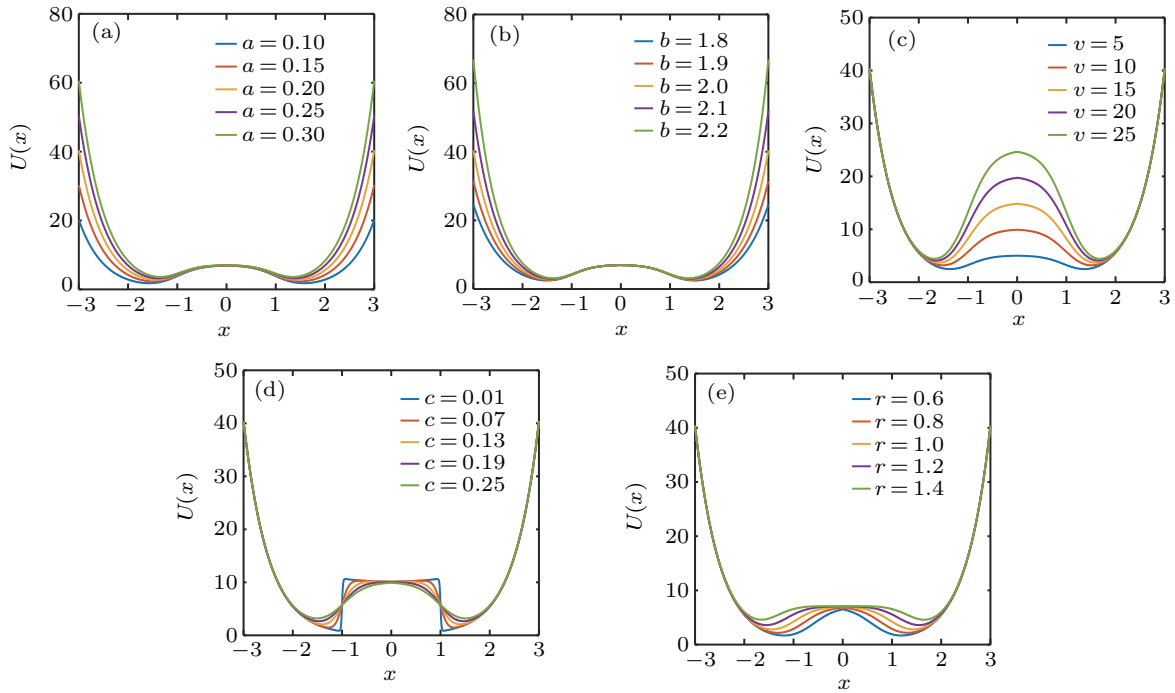 (a)
a = 0.10
a = 0.15
a = 0.20
a = 0.25
a = 0.30
80
60
40
20
0
−3 −2 −1 0 1 2 3
U(x)
x
(b)
b = 1.8
b = 1.9
b = 2.0
b = 2.1
b = 2.2
80
60
40
20
0
−3 −2 −1 0 1 2 3
U(x)
x
(c)
v = 5
v = 10
v = 15
v = 20
v = 25
50
40
30
20
10
0
−3 −2 −1 0 1 2 3
U(x)
x
(d)
c = 0.01
c = 0.07
c = 0.13
c = 0.19
c = 0.25
50
40
30
20
10
0
−3 −2 −1 0 1 2 3
U(x)
x
(e)
r = 0.6
r = 0.8
r = 1.0
r = 1.2
r = 1.4
50
40
30
20
10
0
−3 −2 −1 0 1 2 3
U(x)
x